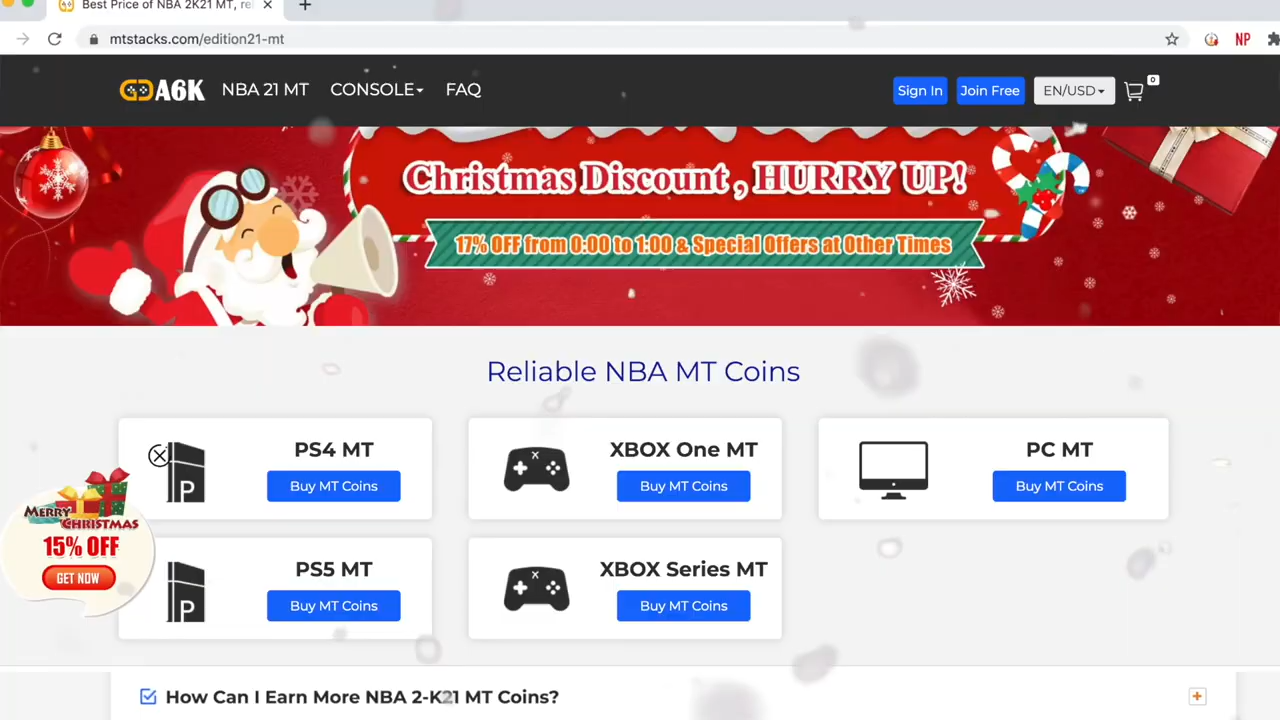 Best Price of NBA 2K21 MT, re
mtstacks.com/edition21-mt
NP
A6K
NBA 21 MT
CONSOLE
FAQ
Sign In
Join Free
EN/USD
0
Christmas Discount , HURRY UP!
17% OFF from 0:00 to 1:00 & Special Offers at Other Times
Reliable NBA MT Coins
PS4 MT
Buy MT Coins
XBOX One MT
Buy MT Coins
PC MT
Buy MT Coins
MERRY
CHRISTMAS
15% OFF
GET NOW
PS5 MT
Buy MT Coins
XBOX Series MT
Buy MT Coins
How Can I Earn More NBA 2-K21 MT Coins?